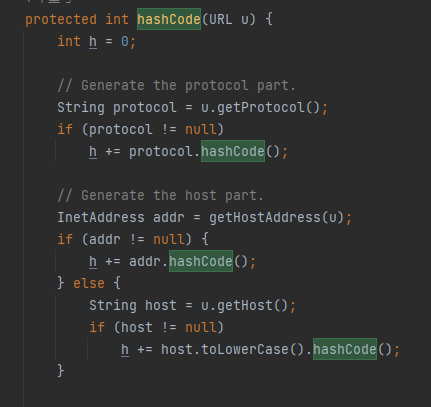 protected int hashCode(URL u) {
    int h = 0;

    // Generate the protocol part.
    String protocol = u.getProtocol();
    if (protocol != null)
        h += protocol.hashCode();

    // Generate the host part.
    InetAddress addr = getHostAddress(u);
    if (addr != null) {
        h += addr.hashCode();
    } else {
        String host = u.getHost();
        if (host != null)
            h += host.toLowerCase().hashCode();
    }